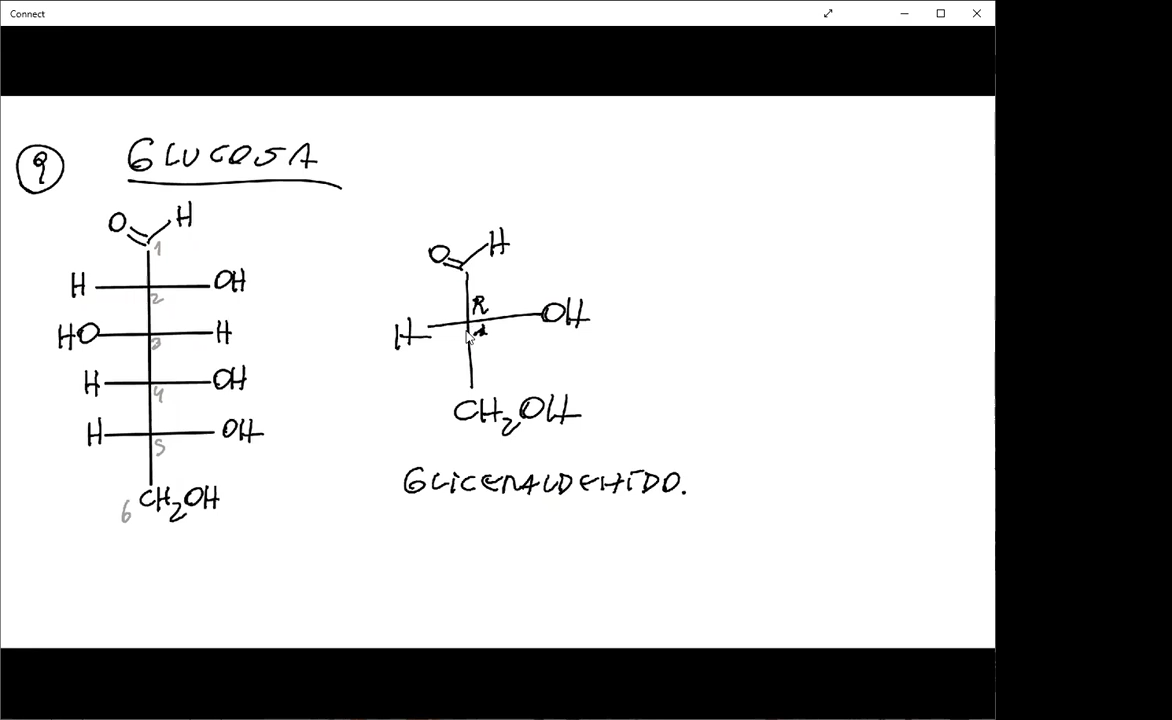 Connect
9 GLUCOSA
O H
1
H OH
2
HO H
3
H OH
4
H OH
5
6 CH2OH
O H
R
H OH
CH2OH
GLICERALDEHIDO.